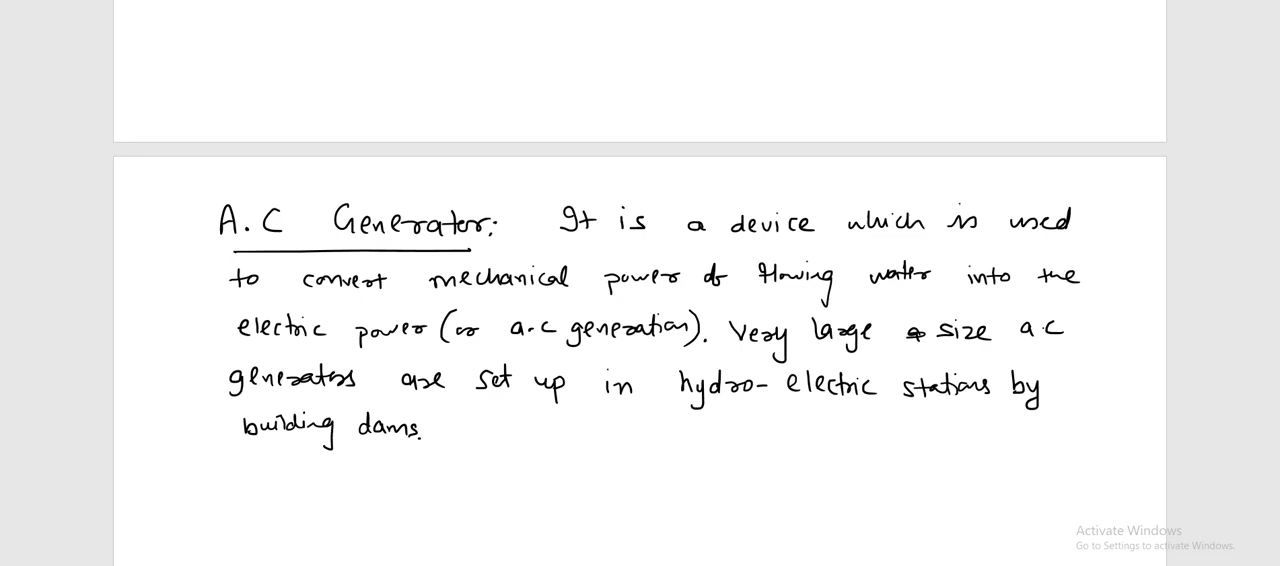 A.C Generator: It is a device which is used
to convert mechanical power of flowing water into the
electric power (or a.c generation). Very large size a.c
generators are set up in hydro-electric stations by
building dams.
Activate Windows
Go to Settings to activate Windows.